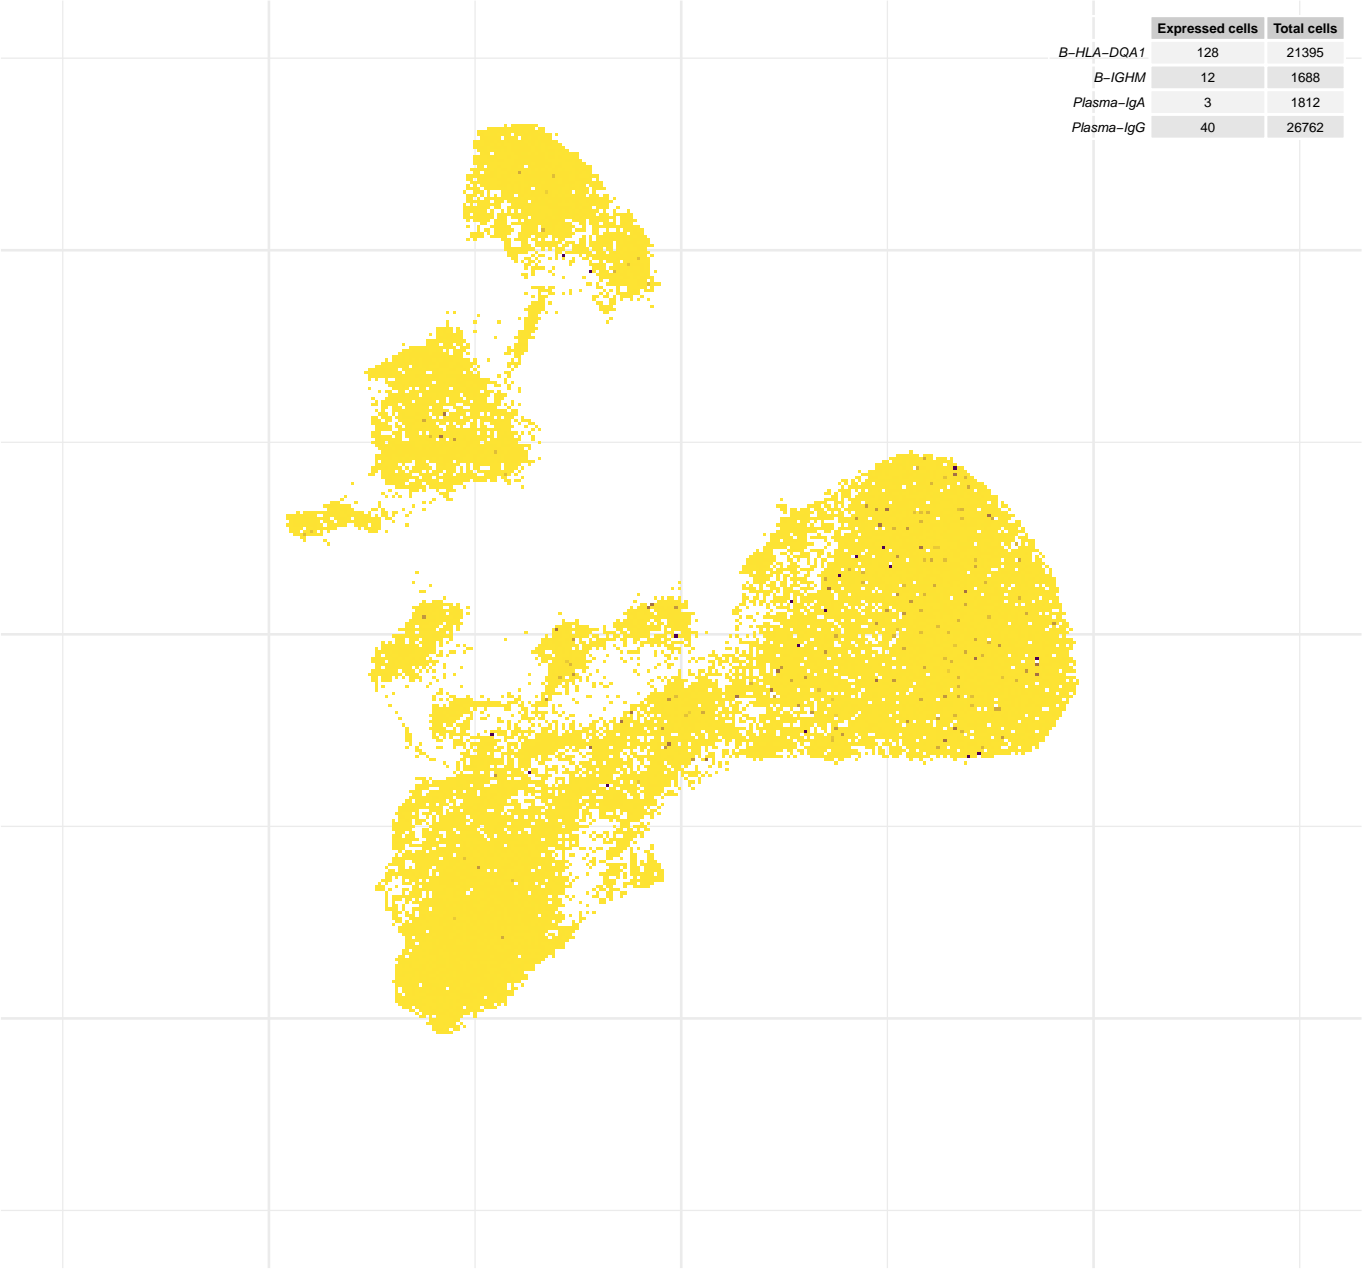 Expressed cells Total cells
B−HLA−DQA1 128 21395
B−IGHM 12 1688
Plasma−IgA 3 1812
Plasma−IgG 40 26762